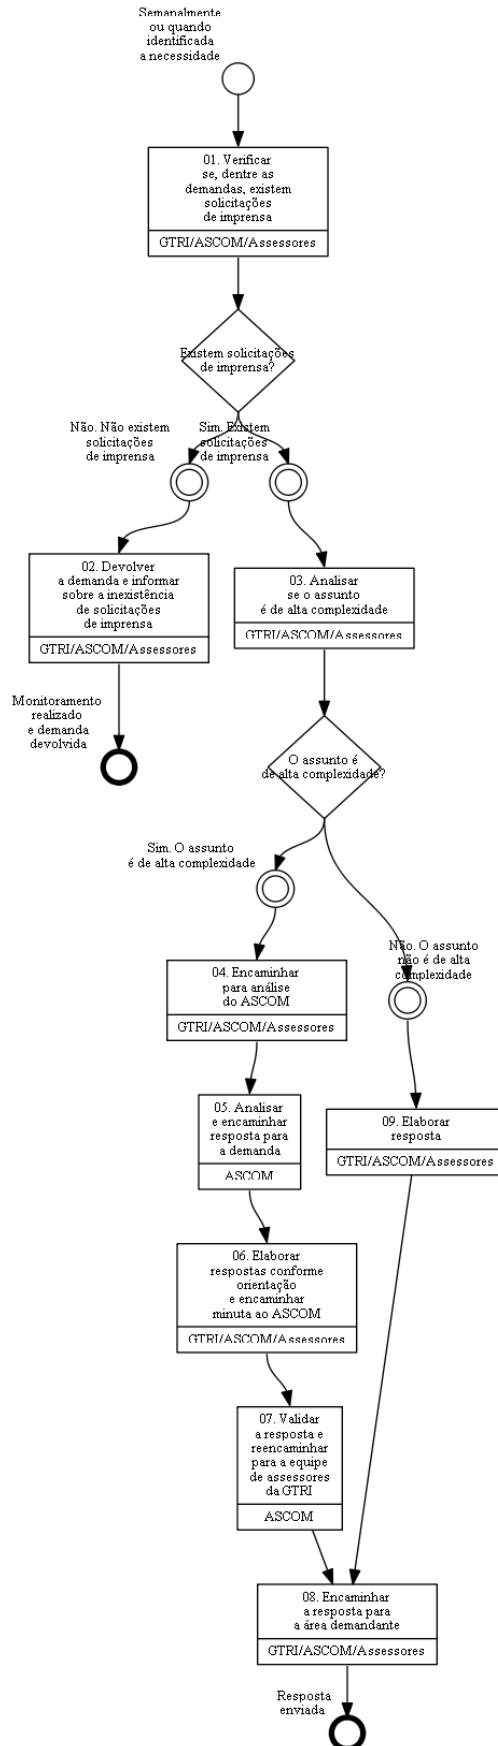 Semanalmente
ou quando
identificada
a necessidade
01. Verificar
se, dentre as
demandas, existem
solicitações
de imprensa
GTRI/ASCOM/Assessores
Existem solicitações
de imprensa?
Não. Não existem
solicitações
de imprensa
Sim. Existem
solicitações
de imprensa
02. Devolver
a demanda e informar
sobre a inexistência
de solicitações
de imprensa
GTRI/ASCOM/Assessores
03. Analisar
se o assunto
é de alta complexidade
GTRI/ASCOM/Assessores
Monitoramento
realizado
e demanda
devolvida
O assunto é
de alta complexidade?
Sim. O assunto
é de alta complexidade
Não. O assunto
não é de alta
complexidade
04. Encaminhar
para análise
do ASCOM
GTRI/ASCOM/Assessores
05. Analisar
e encaminhar
resposta para
a demanda
ASCOM
09. Elaborar
resposta
GTRI/ASCOM/Assessores
06. Elaborar
respostas conforme
orientação
e encaminhar
minuta ao ASCOM
GTRI/ASCOM/Assessores
07. Validar
a resposta e
reencaminhar
para a equipe
de assessores
da GTRI
ASCOM
08. Encaminhar
a resposta para
a área demandante
GTRI/ASCOM/Assessores
Resposta
enviada